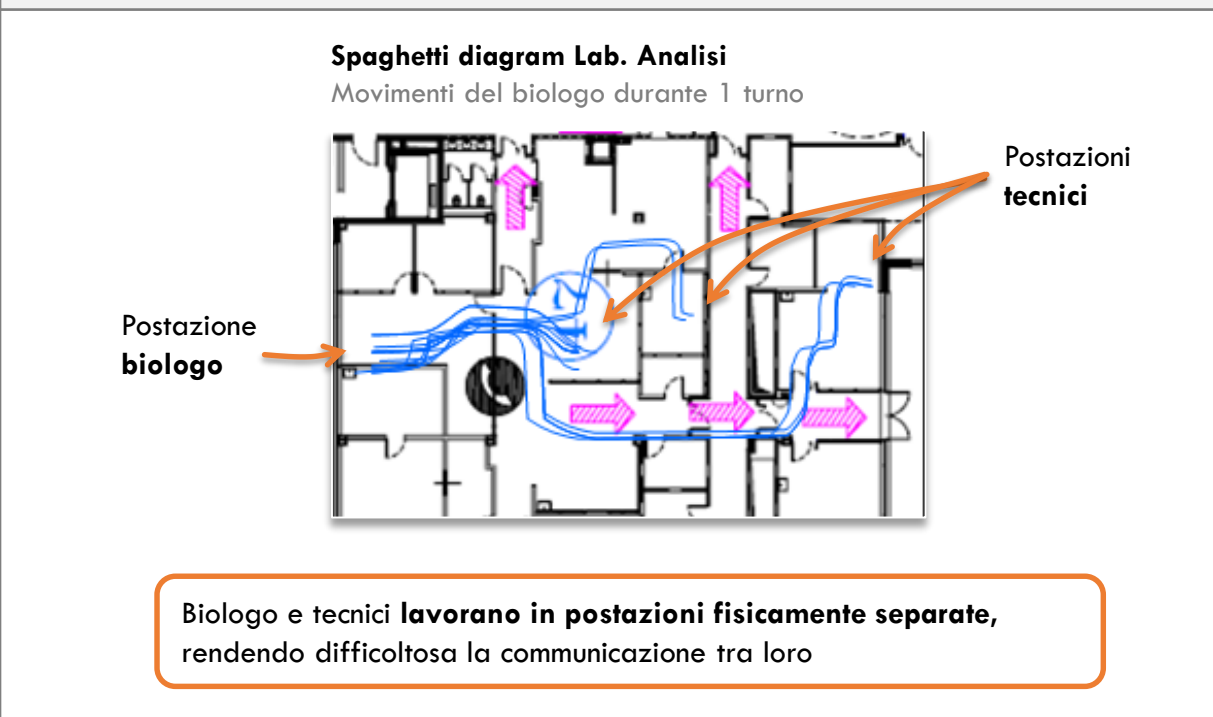 Spaghetti diagram Lab. Analisi
Movimenti del biologo durante 1 turno
Postazioni
tecnici
Postazione
biologo
Biologo e tecnici lavorano in postazioni fisicamente separate,
rendendo difficoltosa la communicazione tra loro